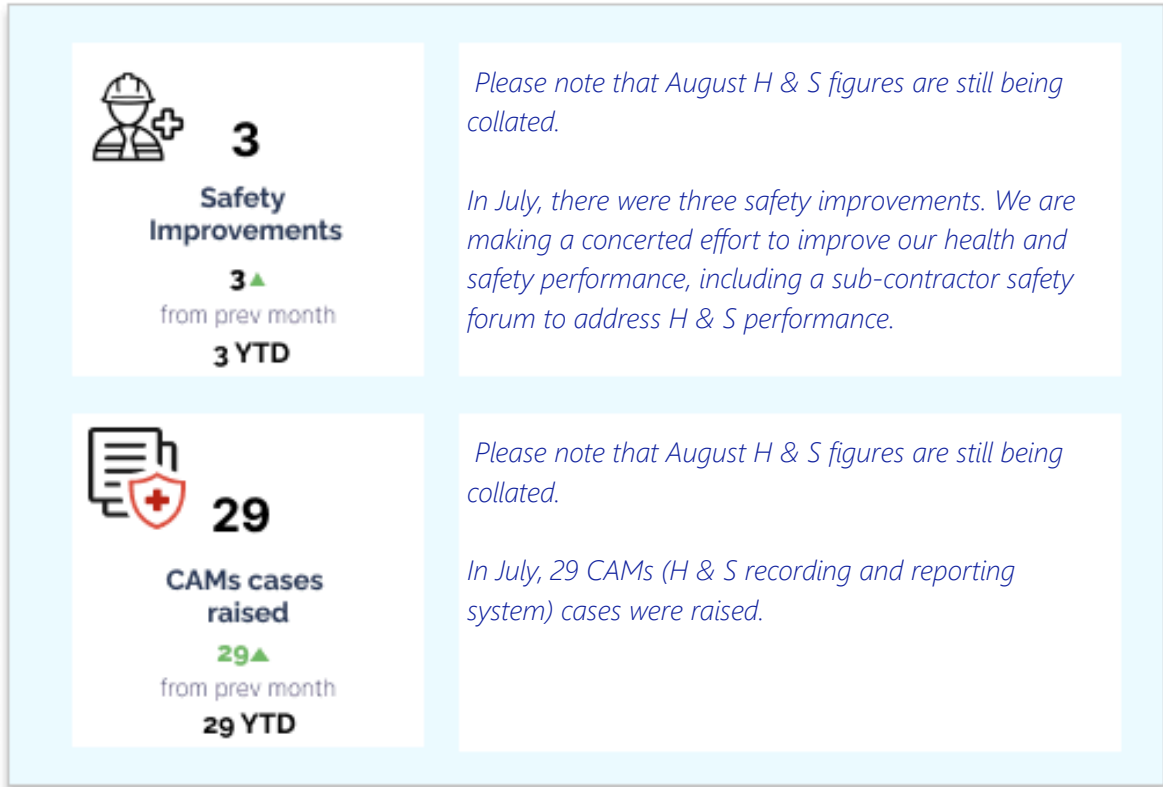 3
Safety
Improvements
3▲
from prev month
3 YTD
Please note that August H & S figures are still being
collated.
In July, there were three safety improvements. We are
making a concerted effort to improve our health and
safety performance, including a sub-contractor safety
forum to address H & S performance.
29
CAMs cases
raised
29▲
from prev month
29 YTD
Please note that August H & S figures are still being
collated.
In July, 29 CAMs (H & S recording and reporting
system) cases were raised.